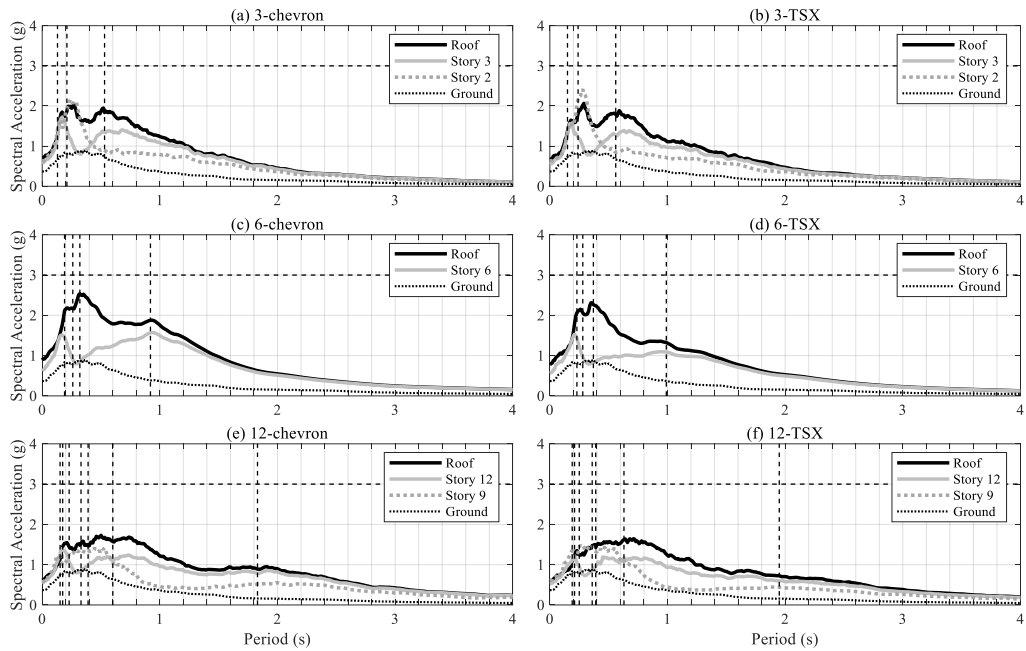 (a) 3-chevron
(b) 3-TSX
Spectral Acceleration (g)
4
3
2
1
0
Roof
Story 3
Story 2
Ground
0
1
2
3
4
4
3
2
1
0
Roof
Story 3
Story 2
Ground
0
1
2
3
4
(c) 6-chevron
(d) 6-TSX
Spectral Acceleration (g)
4
3
2
1
0
Roof
Story 6
Ground
0
1
2
3
4
4
3
2
1
0
Roof
Story 6
Ground
0
1
2
3
4
(e) 12-chevron
(f) 12-TSX
Spectral Acceleration (g)
4
3
2
1
0
Roof
Story 12
Story 9
Ground
0
1
2
3
4
Period (s)
4
3
2
1
0
Roof
Story 12
Story 9
Ground
0
1
2
3
4
Period (s)